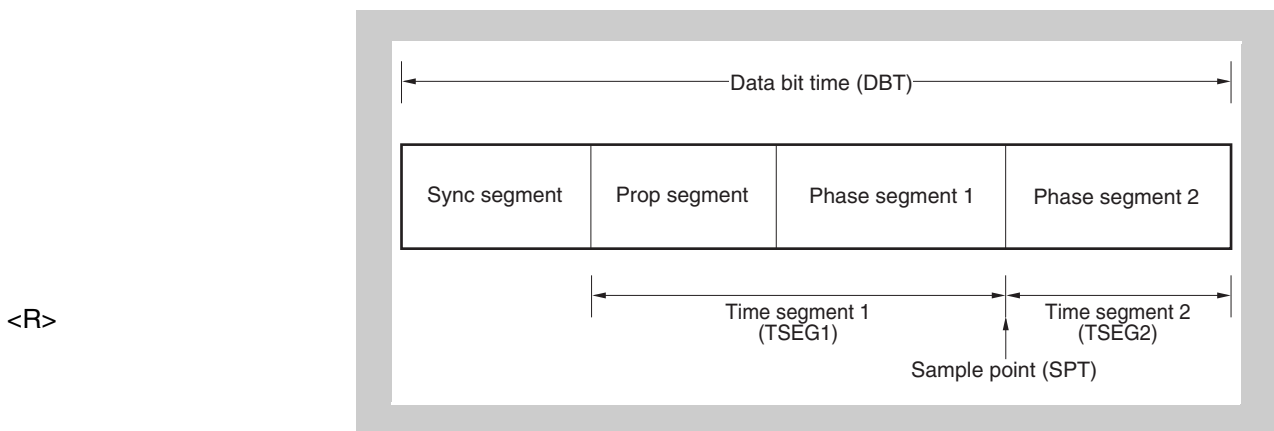 Data bit time (DBT)
Sync segment
Prop segment
Phase segment 1
Phase segment 2
<R>
Time segment 1
(TSEG1)
Time segment 2
(TSEG2)
Sample point (SPT)